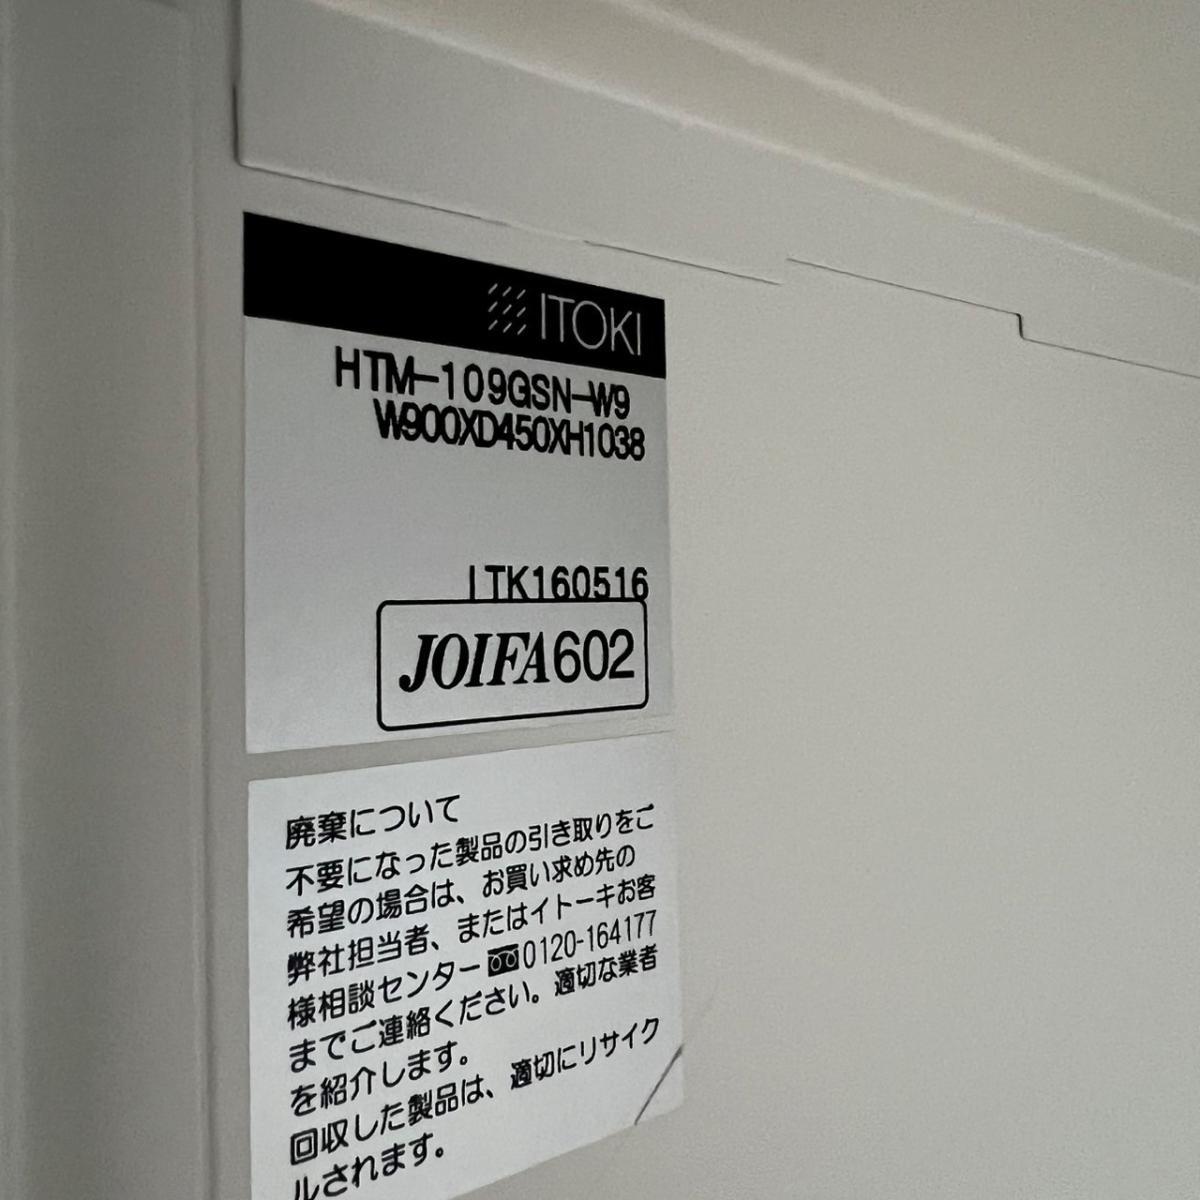 ITOKI
HTM-109GSN-W9
W900XD450XH1038
ITK160516
JOIFA602
廃棄について
不要になった製品の引き取りをご
希望の場合は、お買い求め先の
弊社担当者、またはイトーキお客
様相談センター 0120-164177
までご連絡ください。適切な業者
を紹介します。
回収した製品は、適切にリサイク
ルされます。